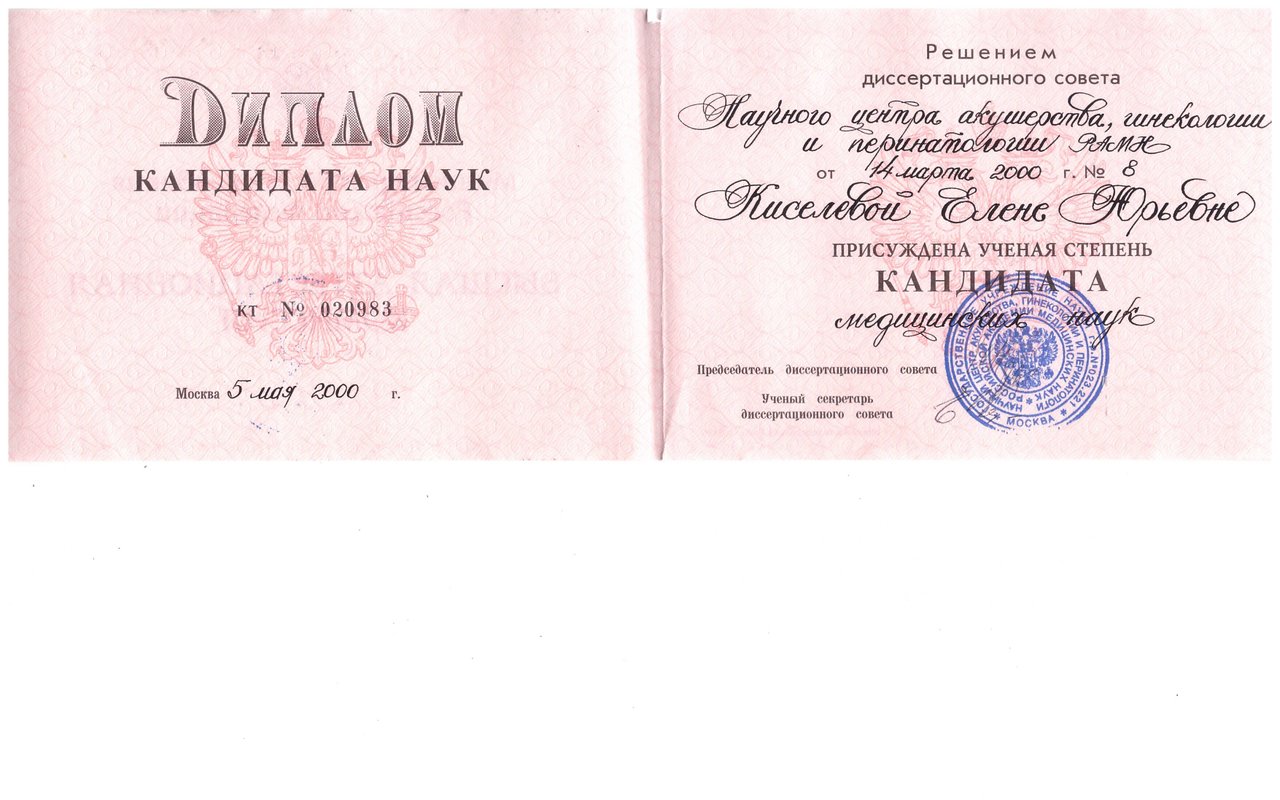 ДИПЛОМ
КАНДИДАТА НАУК
КТ № 020983
Москва 5 мая 2000 г.
Решением
диссертационного совета
Научного центра акушерства, гинекологии
и перинатологии РАМН
от 14 марта 2000 г. № 8
Киселевой Елене Юрьевне
ПРИСУЖДЕНА УЧЕНАЯ СТЕПЕНЬ
КАНДИДАТА
медицинских наук
Председатель диссертационного совета
Ученый секретарь
диссертационного совета
МОСКВА